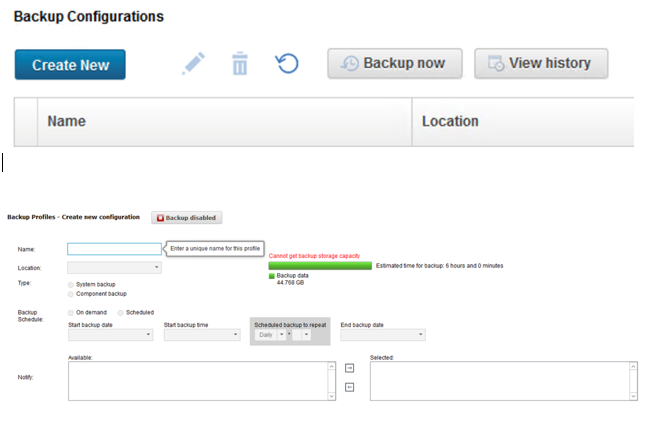 Backup Configurations
Create New
Backup now
View history
Name
Location
Backup Profiles - Create new configuration
Backup disabled
Name:
Enter a unique name for this profile
Cannot get backup storage capacity.
Location:
Estimated time for backup: 6 hours and 0 minutes
Backup data
44.768 GB
Type:
System backup
Component backup
Backup
Schedule:
On demand
Scheduled
Start backup date
Start backup time
Scheduled backup to repeat
End backup date
Daily
*
Available:
Selected:
Notify: